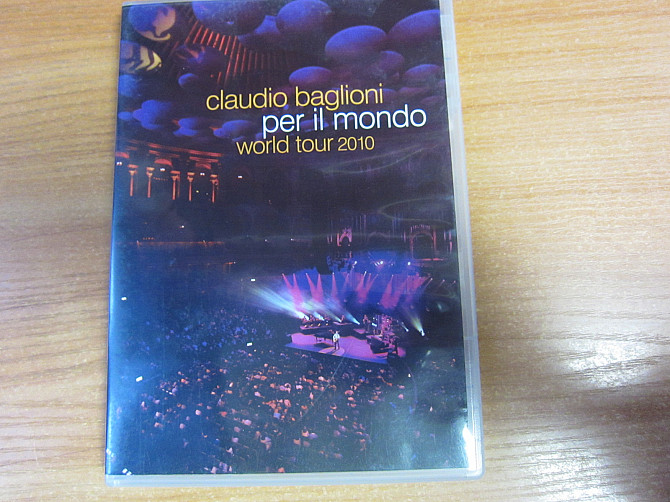 claudio baglioni
per il mondo
world tour 2010